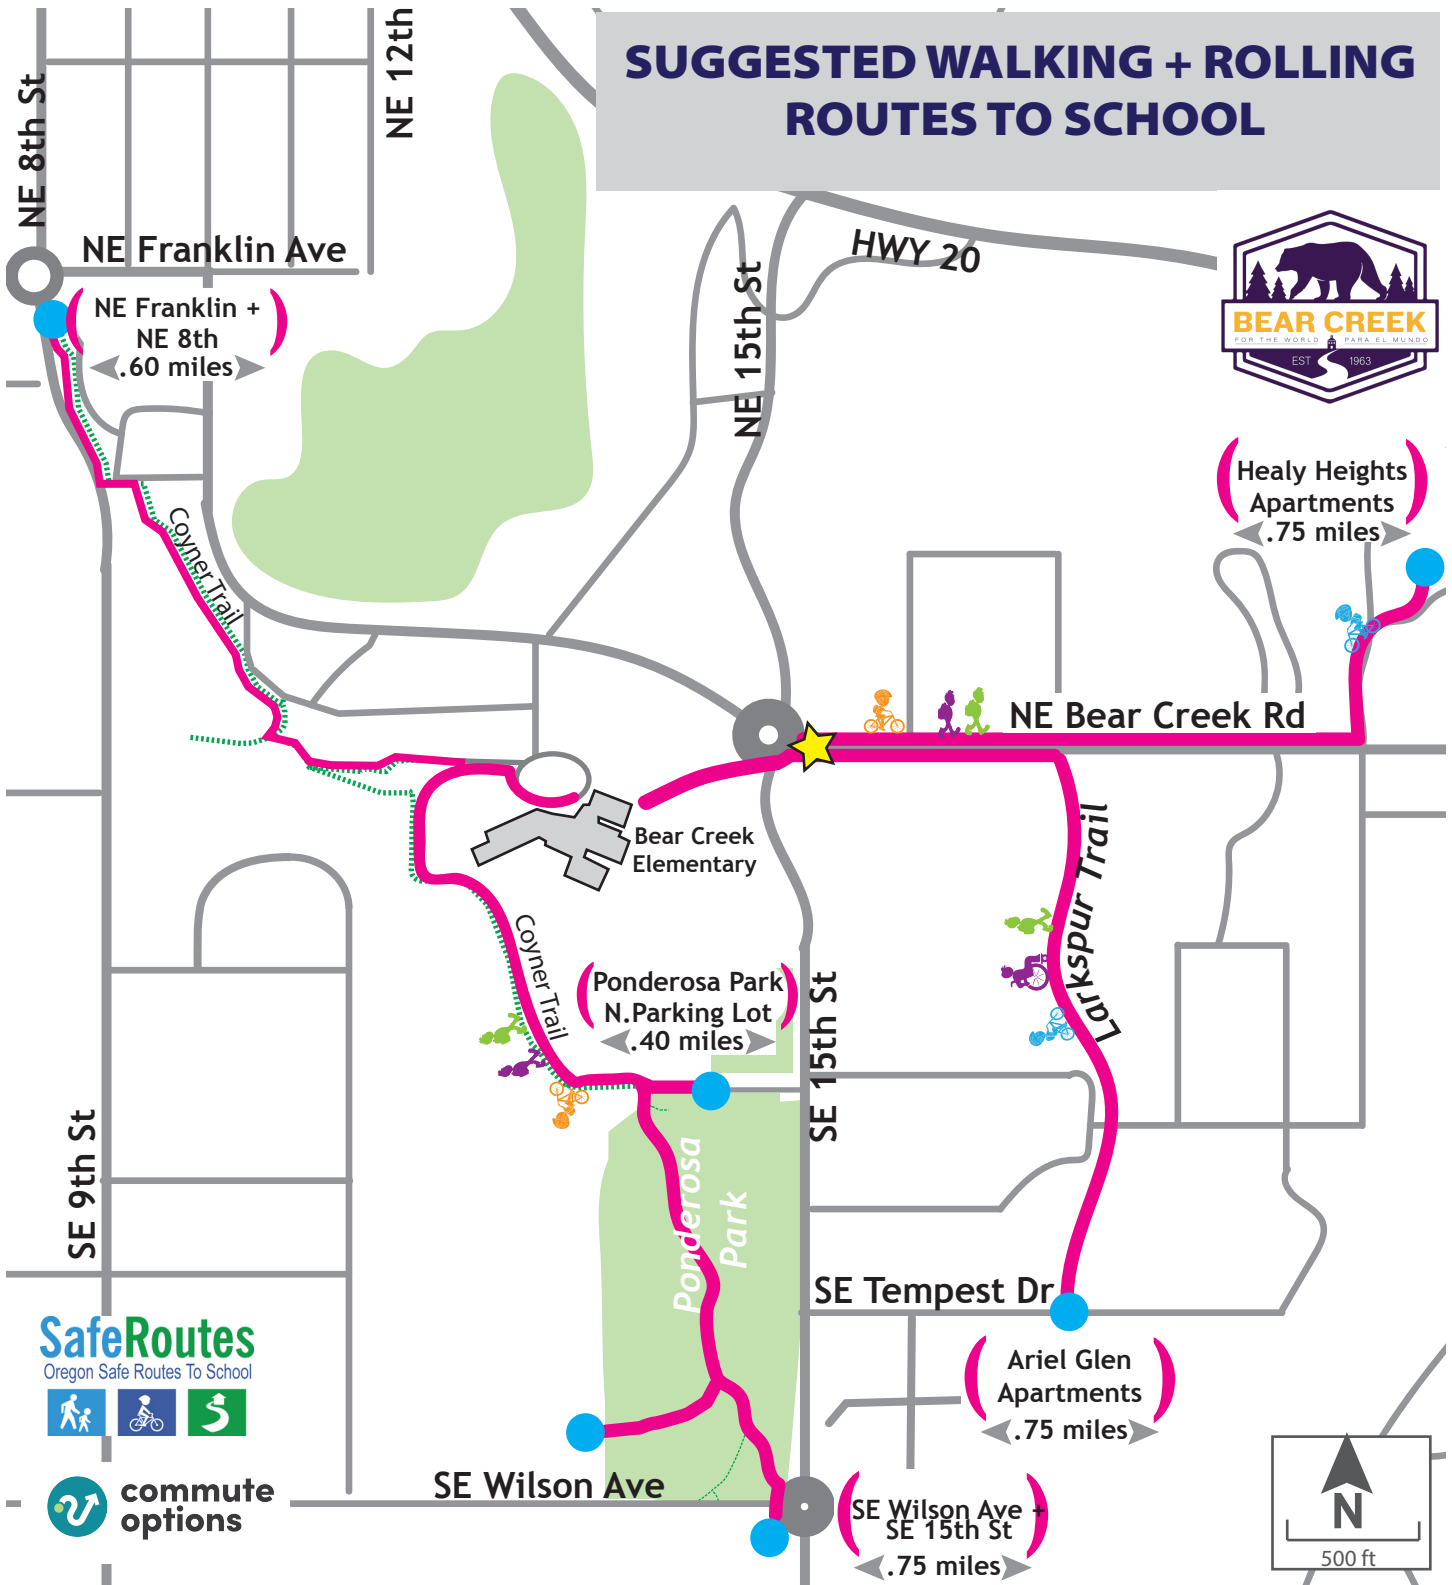 SUGGESTED WALKING + ROLLING
ROUTES TO SCHOOL
NE 8th St
NE 12th
NE Franklin Ave
NE Franklin +
NE 8th
.60 miles
HWY 20
NE 15th St
BEAR CREEK
FOR THE WORLD PARA EL MUNDO
EST 1963
Healy Heights
Apartments
.75 miles
Coyner Trail
NE Bear Creek Rd
Bear Creek
Elementary
Larkspur Trail
Coyner Trail
Ponderosa Park
N.Parking Lot
.40 miles
SE 15th St
SE 9th St
Ponderosa
Park
SE Tempest Dr
Ariel Glen
Apartments
.75 miles
SafeRoutes
Oregon Safe Routes To School
commute
options
SE Wilson Ave
SE Wilson Ave +
SE 15th St
.75 miles
N
500 ft